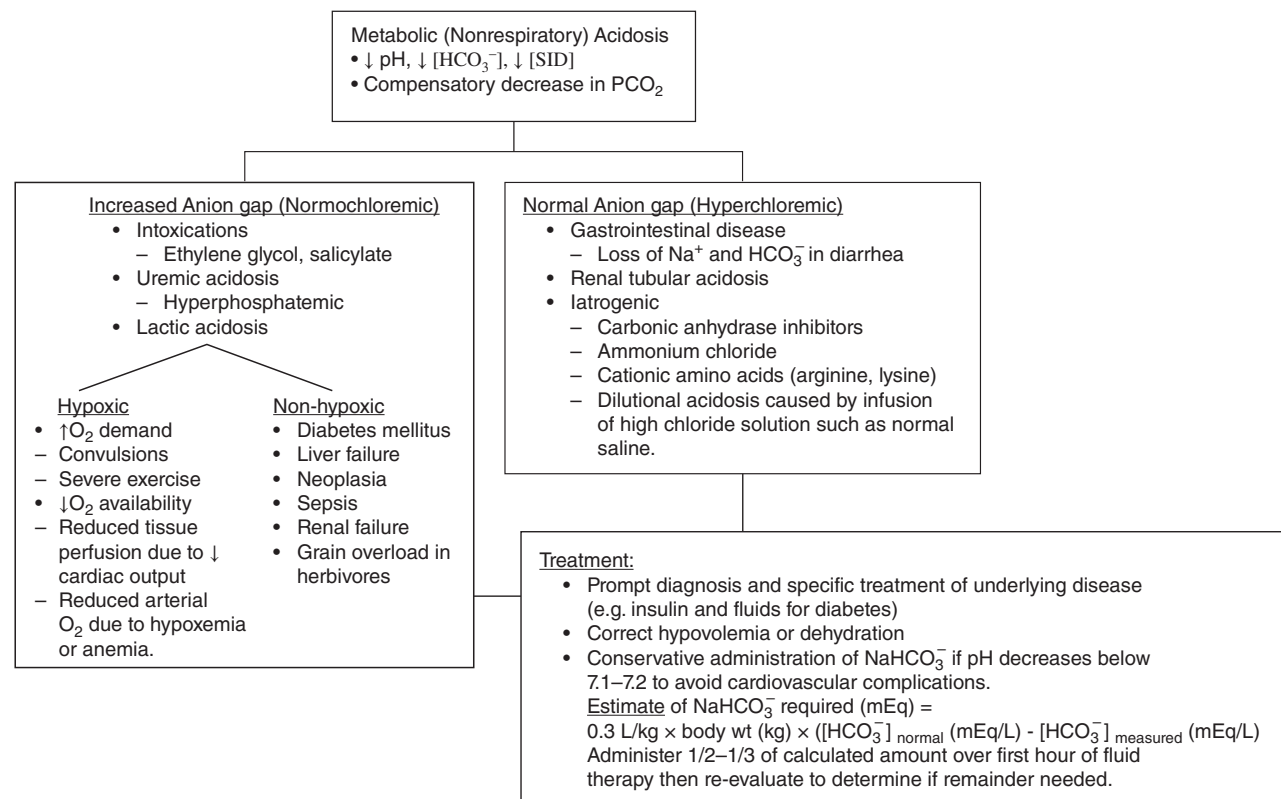 Metabolic (Nonrespiratory) Acidosis
• ↓ pH, ↓ [HCO₃⁻], ↓ [SID]
• Compensatory decrease in PCO₂
Increased Anion gap (Normochloremic)
• Intoxications
– Ethylene glycol, salicylate
• Uremic acidosis
– Hyperphosphatemic
• Lactic acidosis
Hypoxic
• ↑O₂ demand
– Convulsions
– Severe exercise
• ↓O₂ availability
– Reduced tissue
perfusion due to ↓
cardiac output
– Reduced arterial
O₂ due to hypoxemia
or anemia.
Non-hypoxic
• Diabetes mellitus
• Liver failure
• Neoplasia
• Sepsis
• Renal failure
• Grain overload in
herbivores
Normal Anion gap (Hyperchloremic)
• Gastrointestinal disease
– Loss of Na⁺ and HCO₃⁻ in diarrhea
• Renal tubular acidosis
• Iatrogenic
– Carbonic anhydrase inhibitors
– Ammonium chloride
– Cationic amino acids (arginine, lysine)
– Dilutional acidosis caused by infusion
of high chloride solution such as normal
saline.
Treatment:
• Prompt diagnosis and specific treatment of underlying disease
(e.g. insulin and fluids for diabetes)
• Correct hypovolemia or dehydration
• Conservative administration of NaHCO₃⁻ if pH decreases below
7.1–7.2 to avoid cardiovascular complications.
Estimate of NaHCO₃⁻ required (mEq) =
0.3 L/kg × body wt (kg) × ([HCO₃⁻] normal (mEq/L) - [HCO₃⁻] measured (mEq/L)
Administer 1/2–1/3 of calculated amount over first hour of fluid
therapy then re-evaluate to determine if remainder needed.